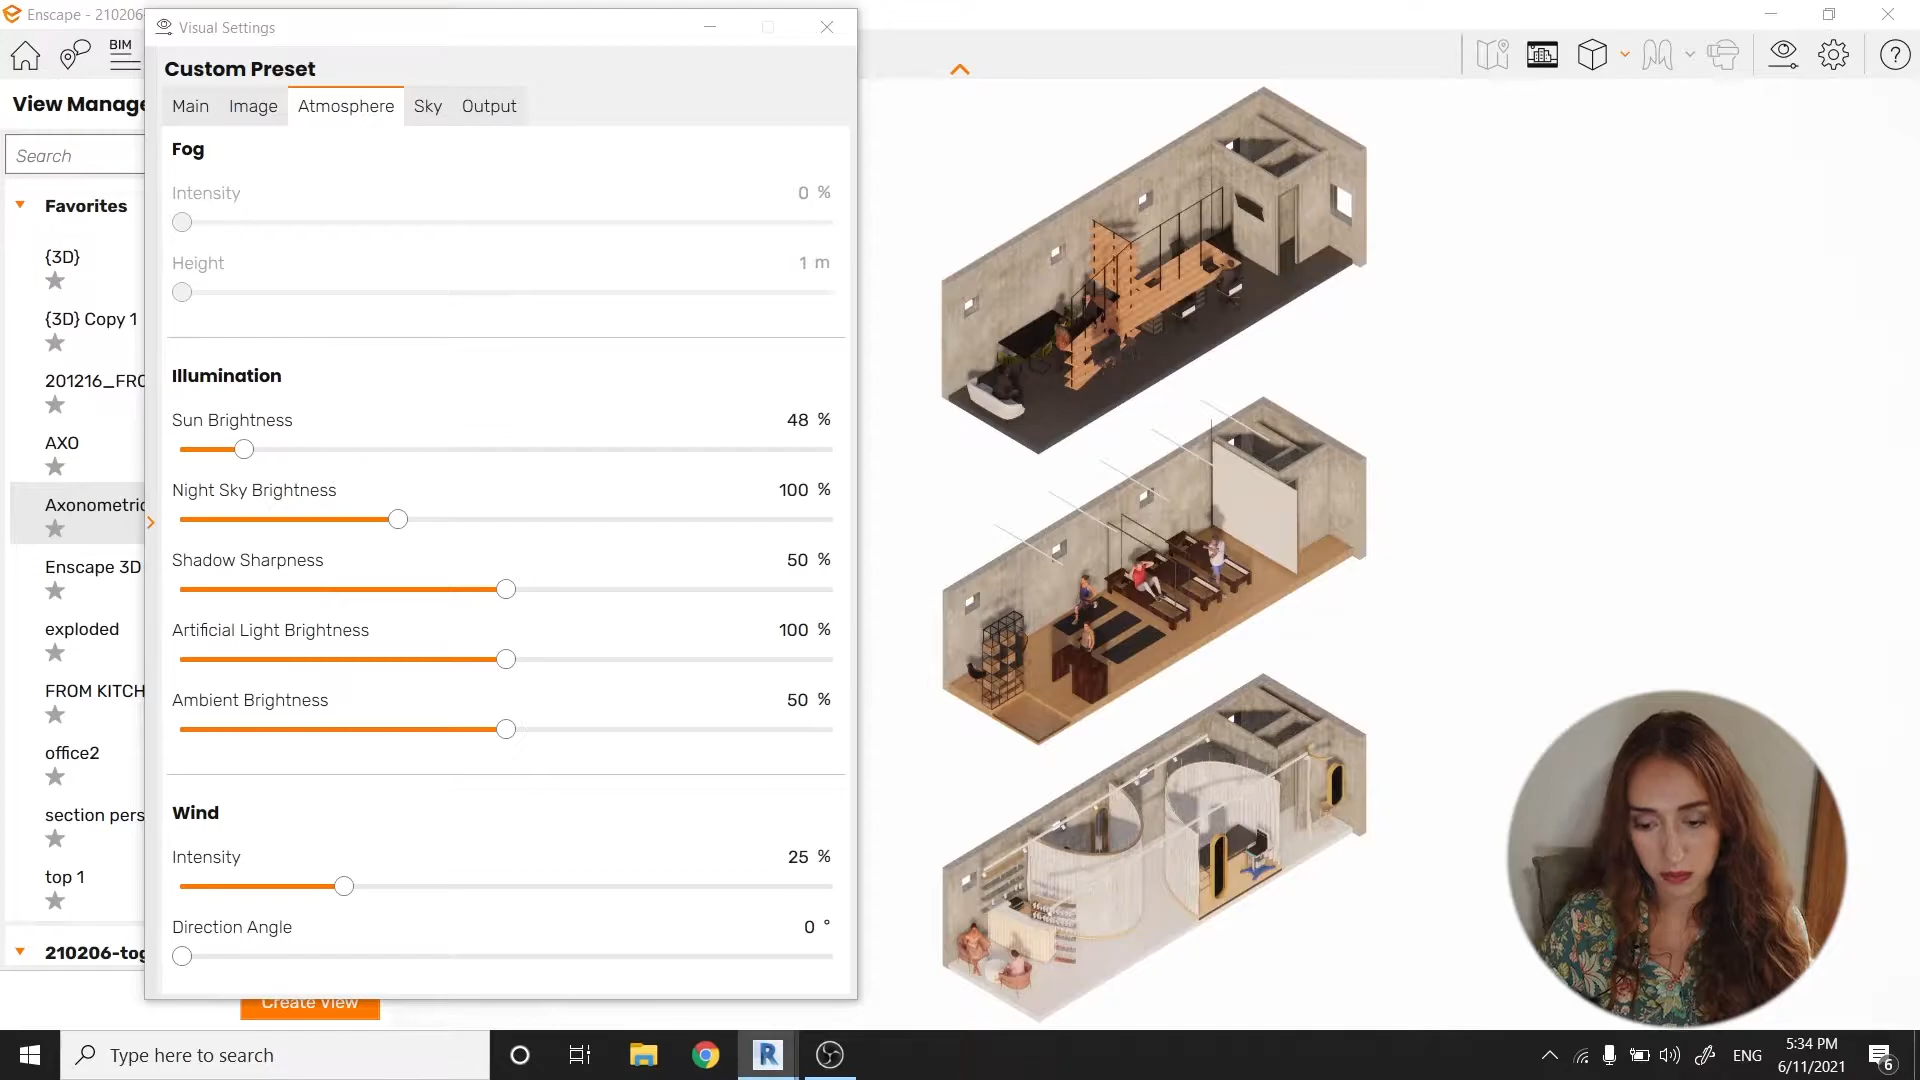 Enscape - 210206
Visual Settings
BIM
Custom Preset
Main Image Atmosphere Sky Output
View Manage
Search
Favorites
{3D}
{3D} Copy 1
201216_FRO
AXO
Axonometric
Enscape 3D
exploded
FROM KITCH
office2
section pers
top 1
210206-tog
Fog
Intensity 0 %
Height 1 m
Illumination
Sun Brightness 48 %
Night Sky Brightness 100 %
Shadow Sharpness 50 %
Artificial Light Brightness 100 %
Ambient Brightness 50 %
Wind
Intensity 25 %
Direction Angle 0 °
Create View
Type here to search
R
ENG
5:34 PM
6/11/2021
6